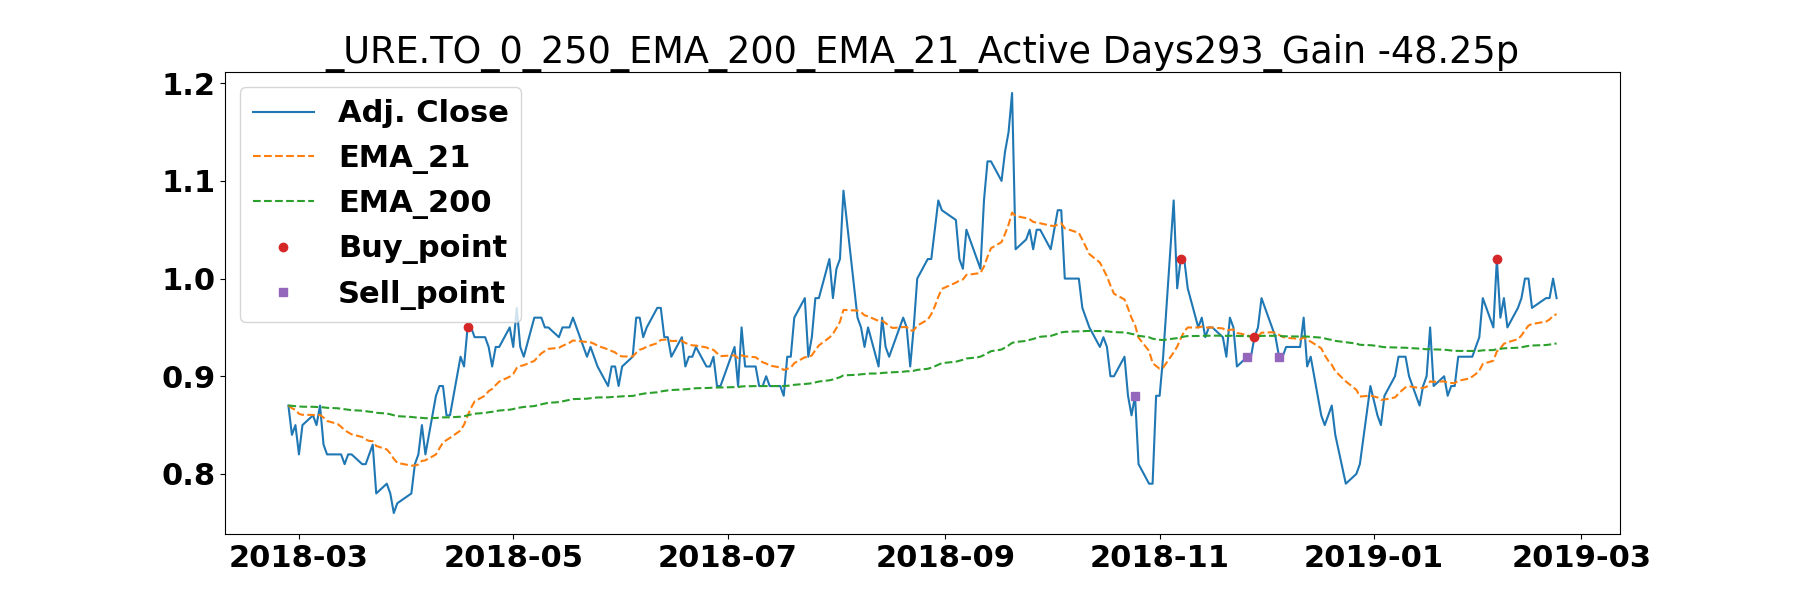 _URE.TO_0_250_EMA_200_EMA_21_Active Days293_Gain -48.25p
1.2
1.1
1.0
0.9
0.8
Adj. Close
EMA_21
EMA_200
Buy_point
Sell_point
2018-03 2018-05 2018-07 2018-09 2018-11 2019-01 2019-03